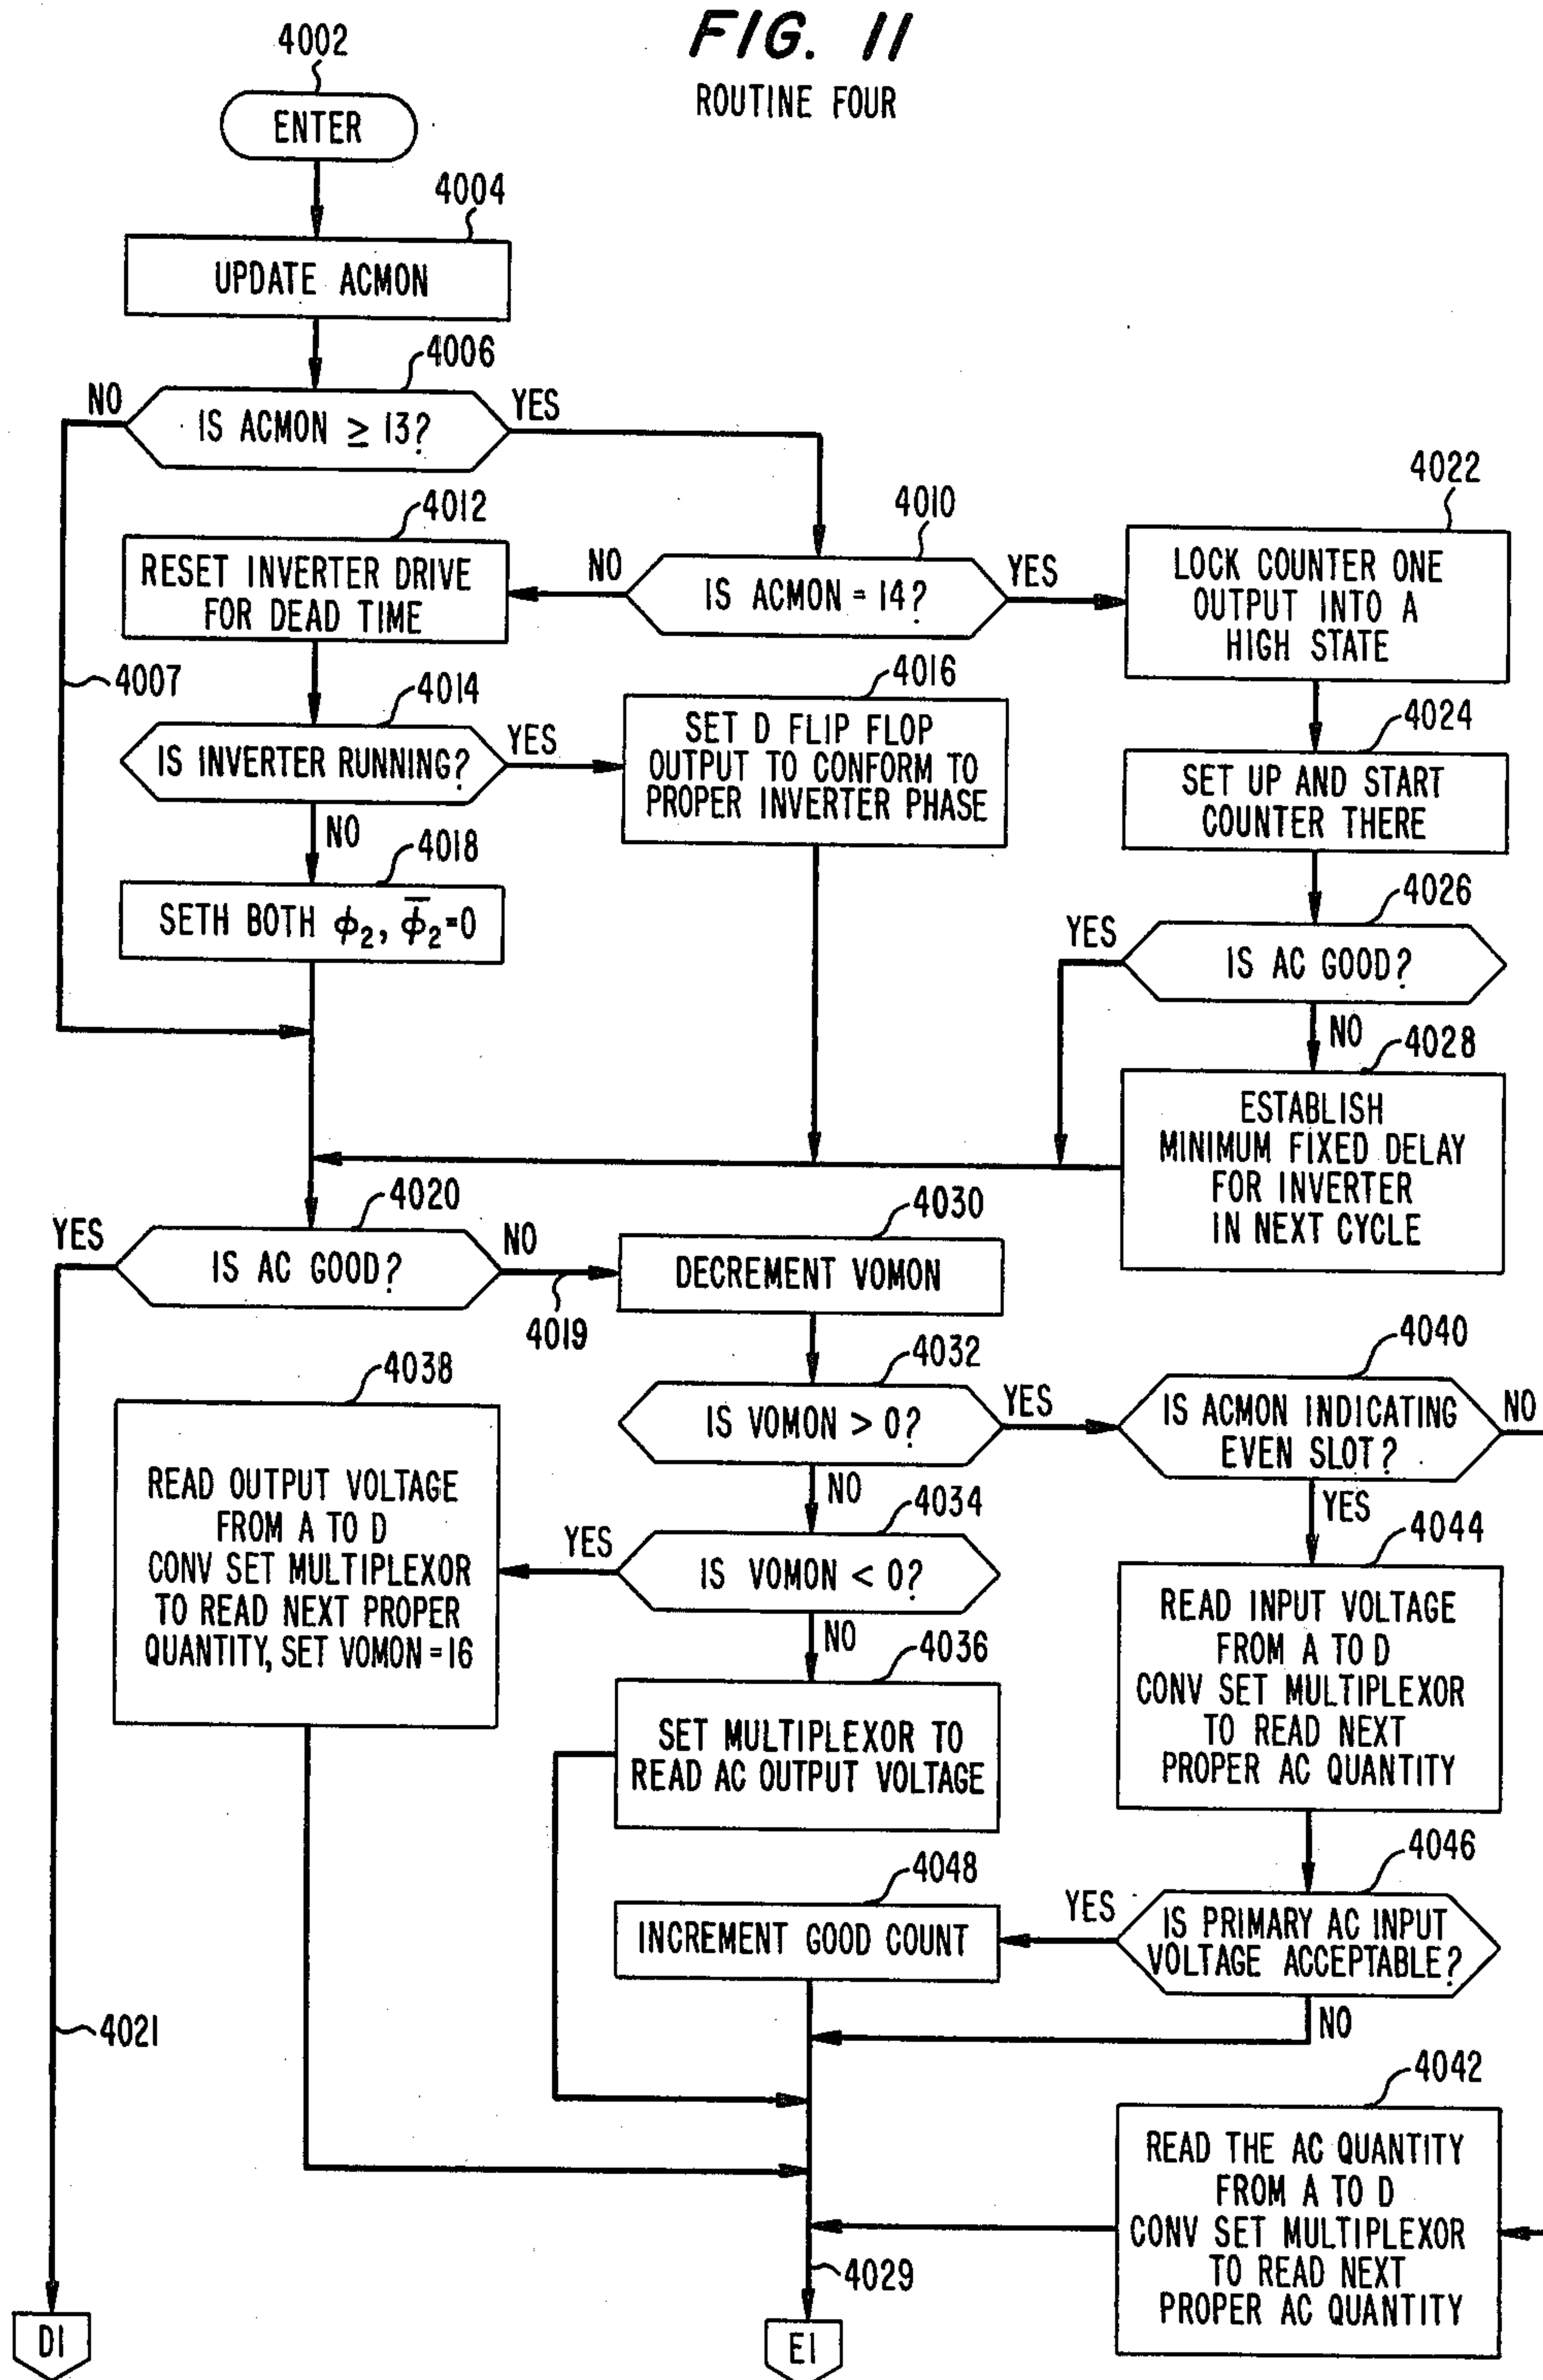 FIG. 11
ROUTINE FOUR
4002
ENTER
4004
UPDATE ACMON
4006
NO
IS ACMON ≥ 13?
YES
4012
RESET INVERTER DRIVE
FOR DEAD TIME
4010
NO
IS ACMON = 14?
YES
4022
LOCK COUNTER ONE
OUTPUT INTO A
HIGH STATE
4007
4014
IS INVERTER RUNNING?
YES
4016
SET D FLIP FLOP
OUTPUT TO CONFORM TO
PROPER INVERTER PHASE
4024
SET UP AND START
COUNTER THERE
NO
4018
SETH BOTH ϕ₂, ϕ̅₂=0
4026
YES
IS AC GOOD?
NO
4028
ESTABLISH
MINIMUM FIXED DELAY
FOR INVERTER
IN NEXT CYCLE
4020
YES
IS AC GOOD?
NO
4019
4030
DECREMENT VOMON
4032
IS VOMON > 0?
YES
4040
IS ACMON INDICATING
EVEN SLOT?
NO
YES
4038
READ OUTPUT VOLTAGE
FROM A TO D
CONV SET MULTIPLEXOR
TO READ NEXT PROPER
QUANTITY, SET VOMON = 16
NO
4034
YES
IS VOMON < 0?
NO
4036
SET MULTIPLEXOR TO
READ AC OUTPUT VOLTAGE
4044
READ INPUT VOLTAGE
FROM A TO D
CONV SET MULTIPLEXOR
TO READ NEXT
PROPER AC QUANTITY
4048
INCREMENT GOOD COUNT
4046
YES
IS PRIMARY AC INPUT
VOLTAGE ACCEPTABLE?
NO
4021
4042
READ THE AC QUANTITY
FROM A TO D
CONV SET MULTIPLEXOR
TO READ NEXT
PROPER AC QUANTITY
4029
D1
E1